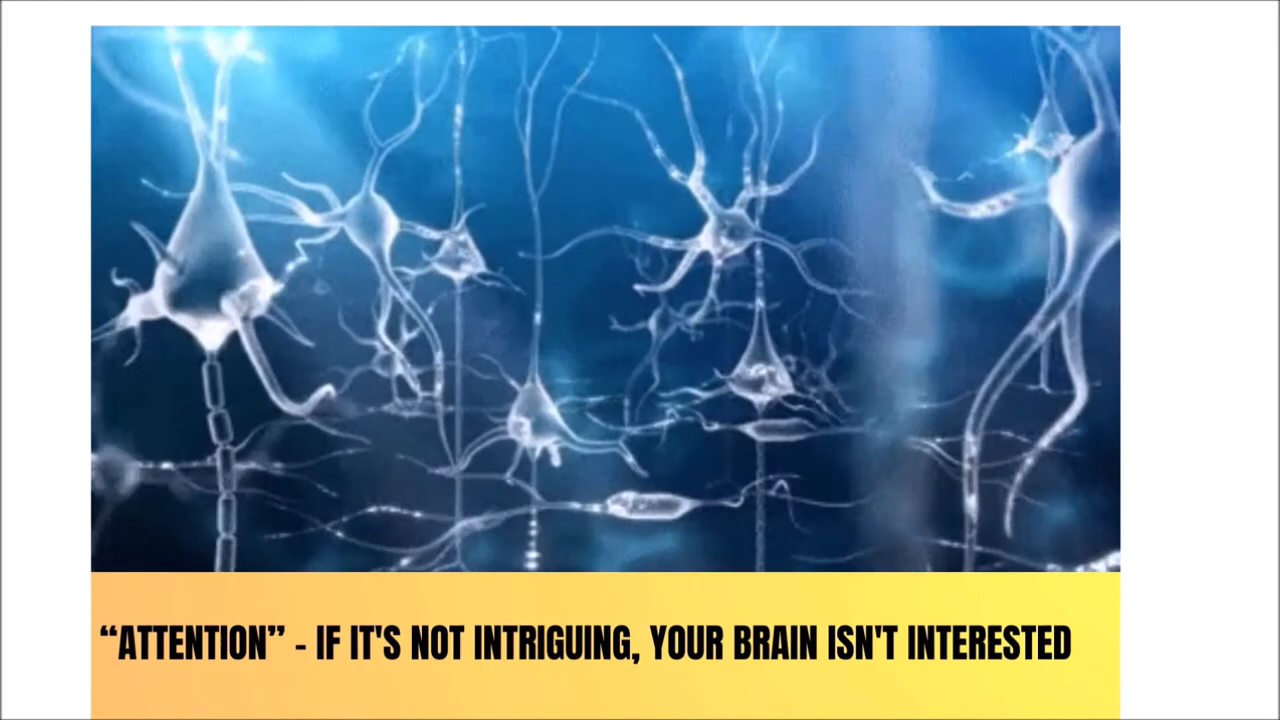 “ATTENTION” - IF IT'S NOT INTRIGUING, YOUR BRAIN ISN'T INTERESTED